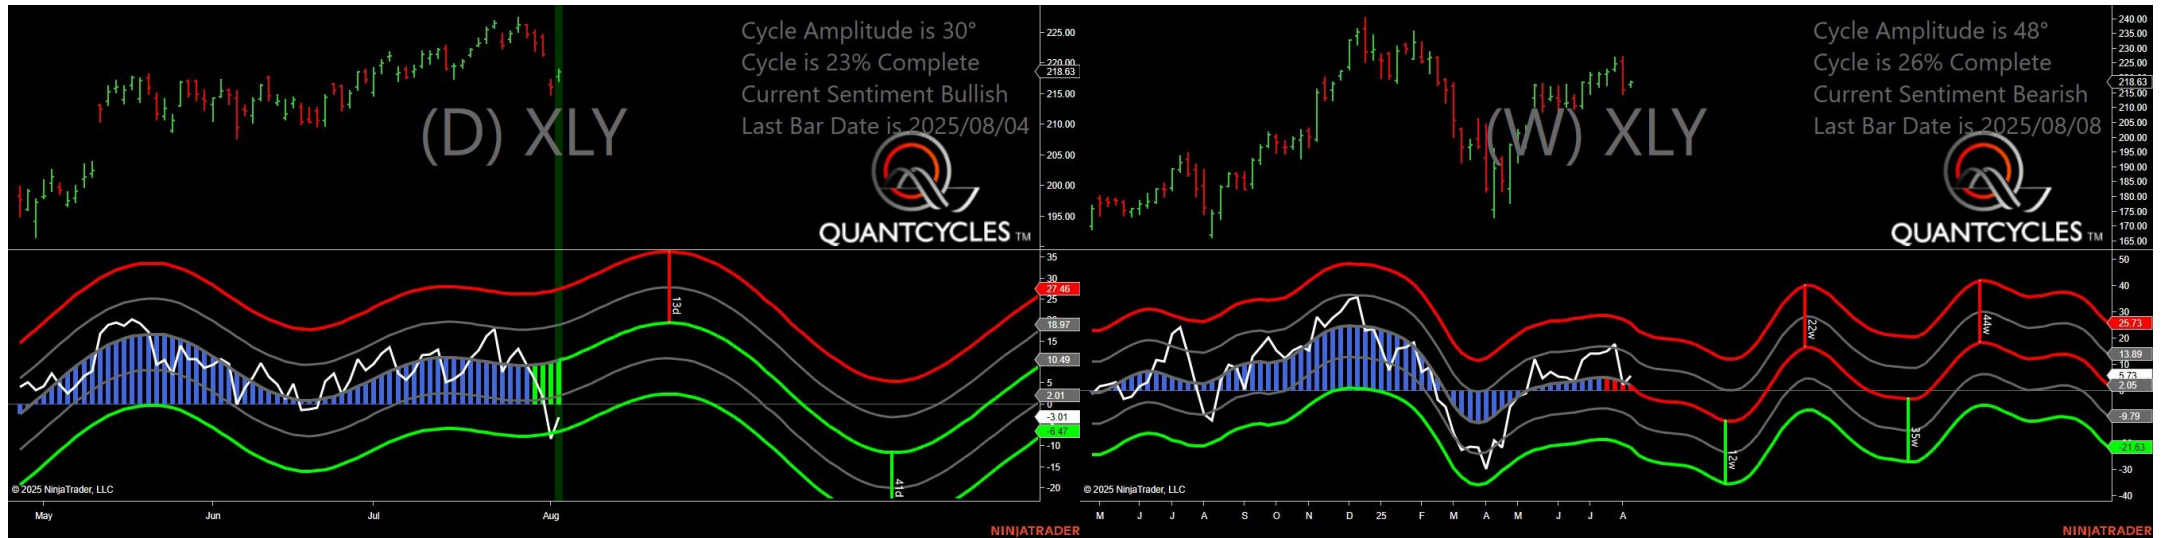 Cycle Amplitude is 30°
Cycle is 23% Complete
Current Sentiment Bullish
Last Bar Date is 2025/08/04
(D) XLY
QUANTCYCLES TM
225.00
220.00
218.63
215.00
210.00
205.00
200.00
195.00
35
30
27.46
25
18.97
15
10.49
5
2.01
0
-3.01
-6.47
-10
-15
-20
13d
41d
© 2025 NinjaTrader, LLC
May
Jun
Jul
Aug
NINJATRADER
Cycle Amplitude is 48°
Cycle is 26% Complete
Current Sentiment Bearish
Last Bar Date is 2025/08/08
(W) XLY
QUANTCYCLES TM
240.00
235.00
230.00
225.00
218.63
215.00
210.00
205.00
200.00
195.00
190.00
185.00
180.00
175.00
170.00
165.00
50
40
30
25.73
20
13.89
10
5.73
2.05
-9.79
-21.63
-30
-40
22w
44w
12w
35w
© 2025 NinjaTrader, LLC
M J J A S O N D 25 F M A M J J A
NINJATRADER